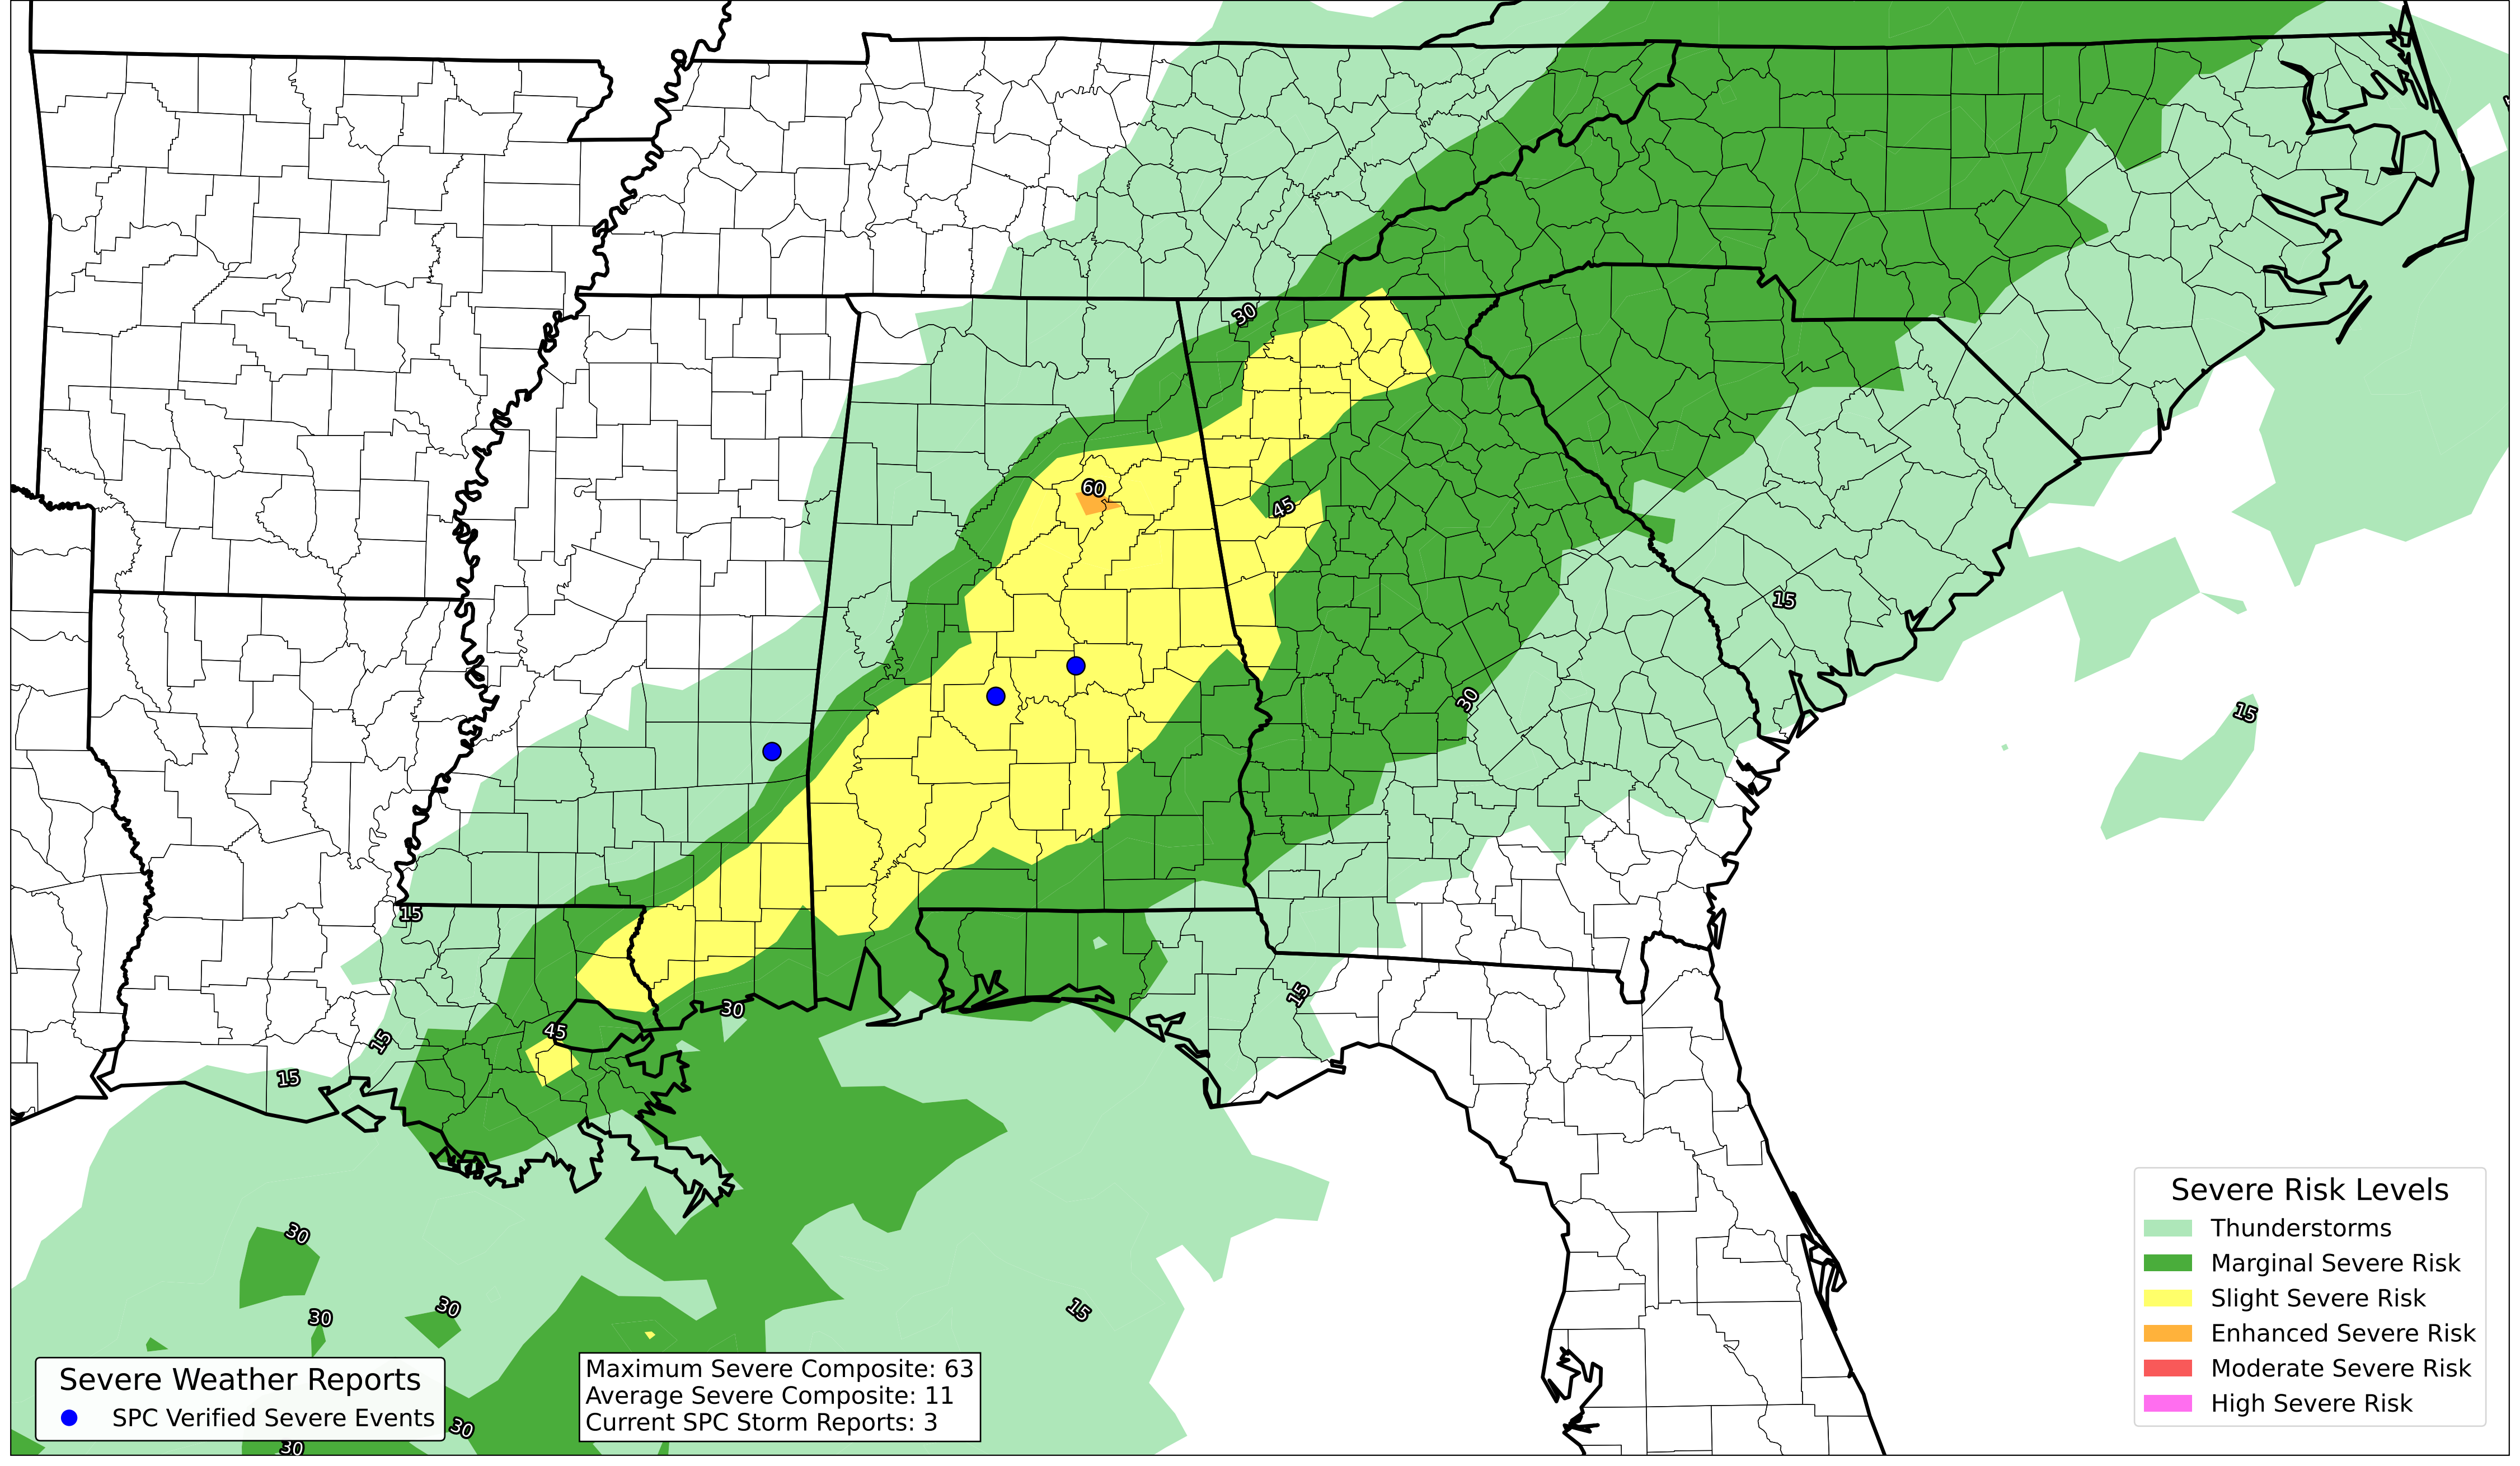 30
60
45
15
30
15
15
15
30
45
15
15
30
30
30
15
30
30
Severe Risk Levels
Thunderstorms
Marginal Severe Risk
Slight Severe Risk
Enhanced Severe Risk
Moderate Severe Risk
High Severe Risk
Severe Weather Reports
SPC Verified Severe Events
Maximum Severe Composite: 63
Average Severe Composite: 11
Current SPC Storm Reports: 3